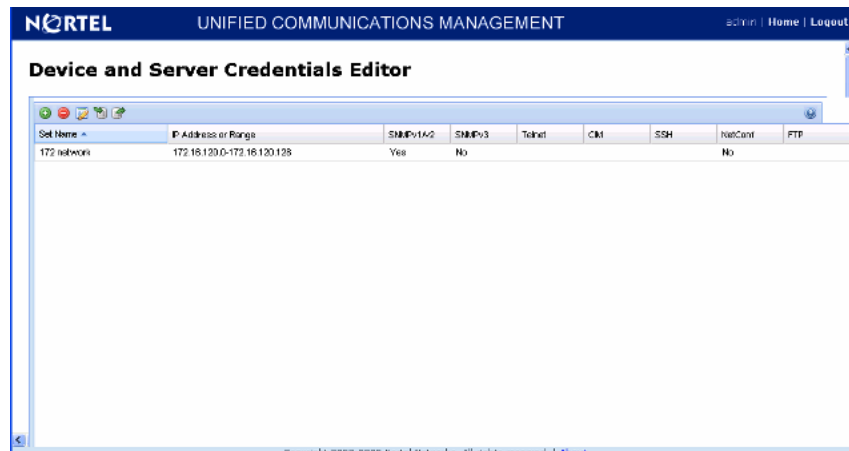 NORTEL UNIFIED COMMUNICATIONS MANAGEMENT admin | Home | Logout
Device and Server Credentials Editor
Set Name IP Address or Range SNMPv1/v2 SNMPv3 Telnet CIM SSH NetConf FTP
172 network 172.16.120.0-172.16.120.128 Yes No No